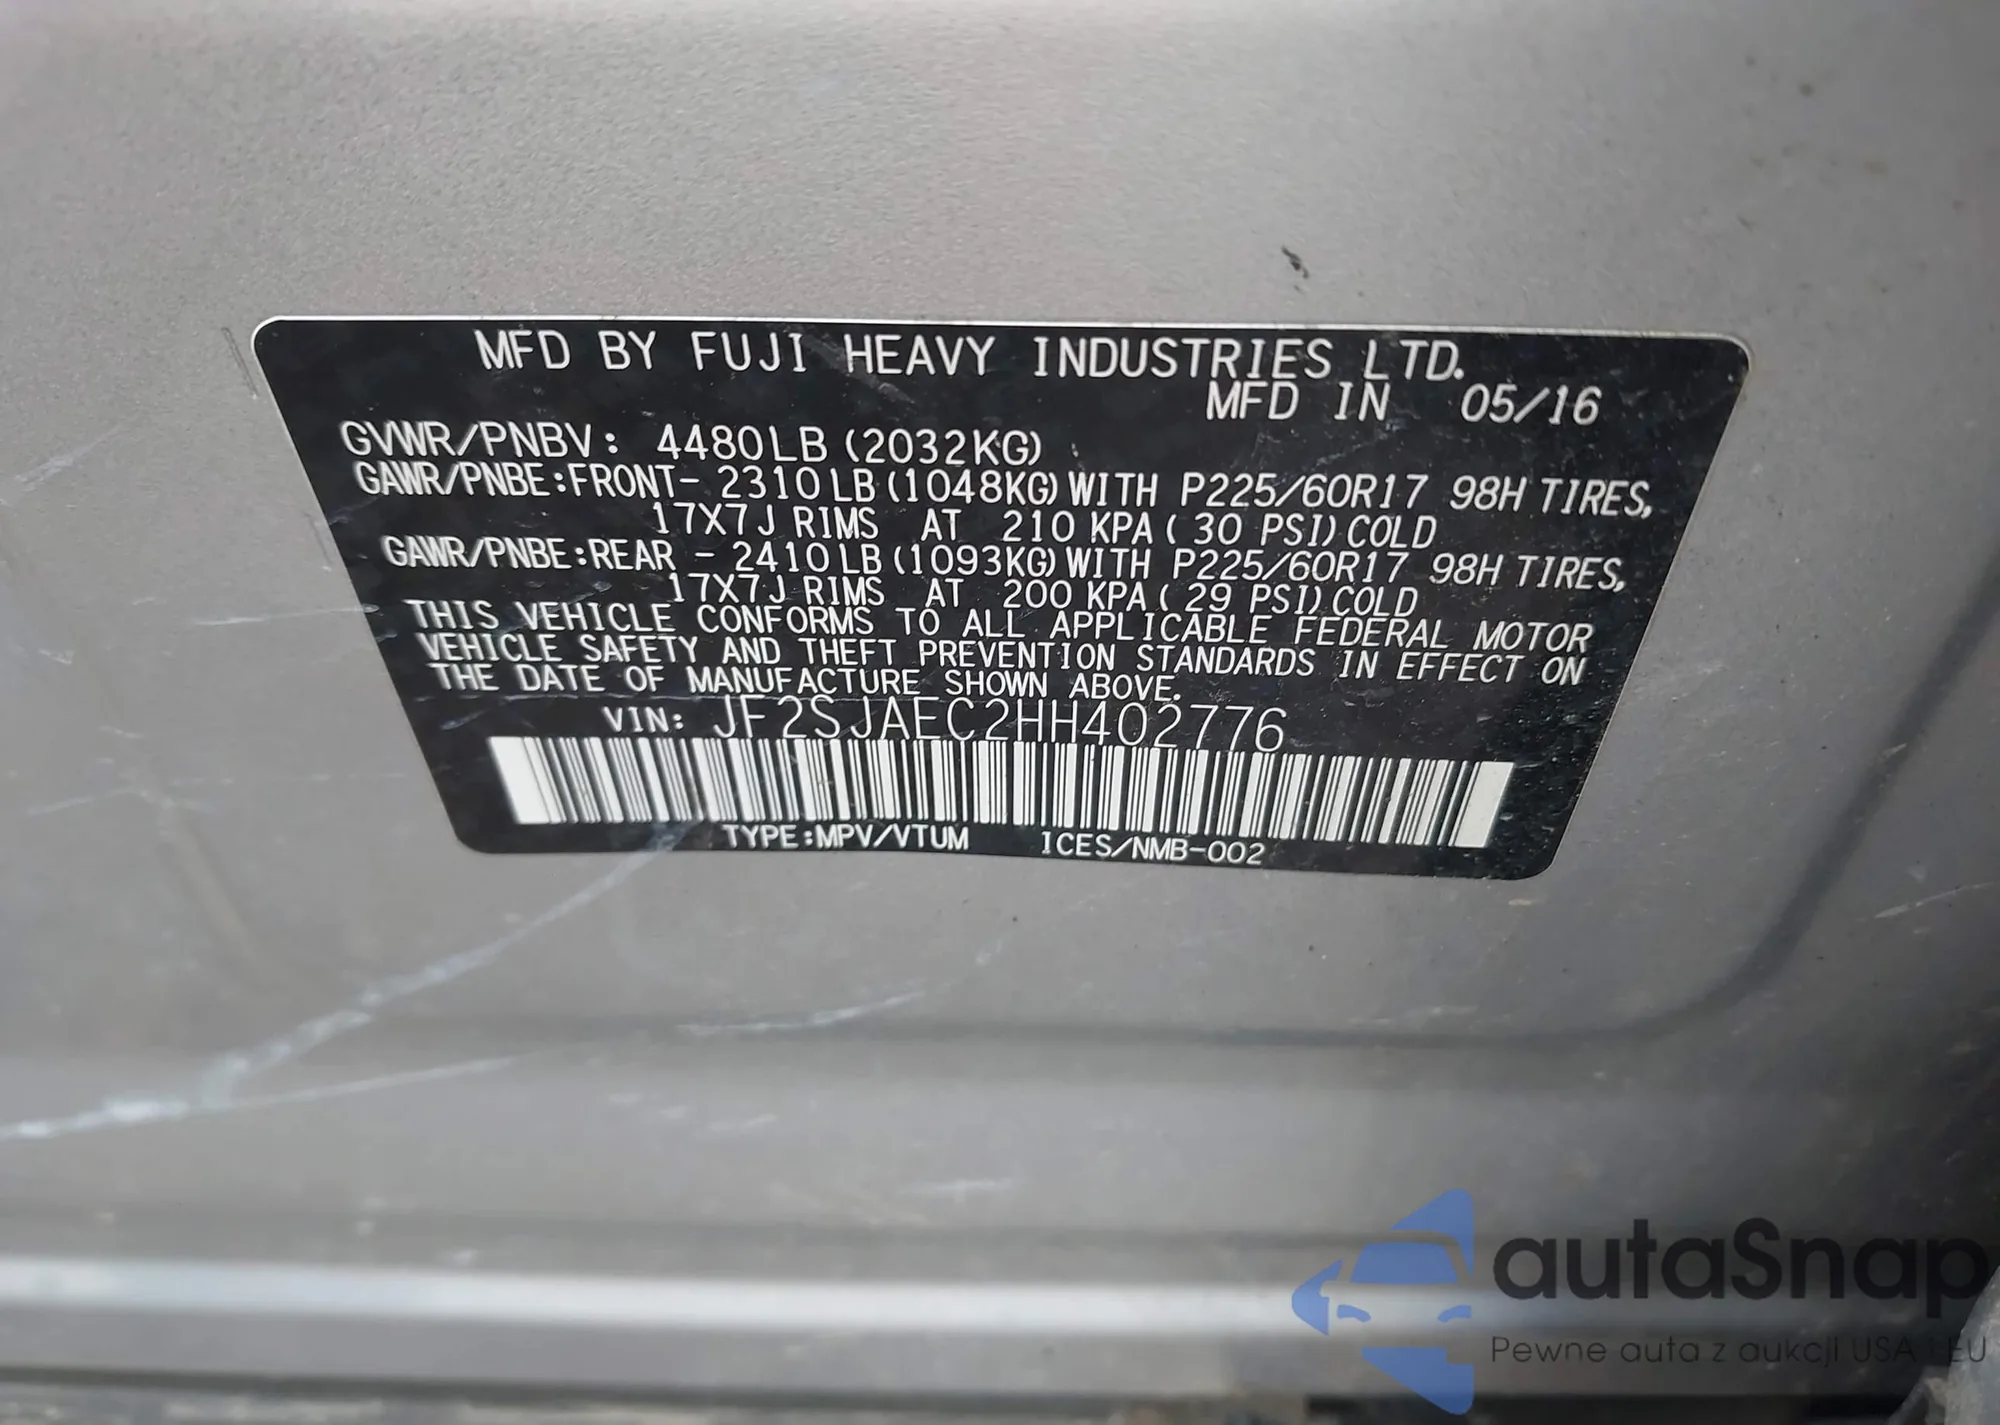 MFD BY FUJI HEAVY INDUSTRIES LTD.
MFD IN 05/16
GVWR/PNBV: 4480LB (2032KG)
GAWR/PNBE:FRONT- 2310LB(1048KG)WITH P225/60R17 98H TIRES,
17X7J RIMS AT 210 KPA( 30 PSI)COLD
GAWR/PNBE:REAR - 2410LB(1093KG)WITH P225/60R17 98H TIRES,
17X7J RIMS AT 200 KPA( 29 PSI)COLD
THIS VEHICLE CONFORMS TO ALL APPLICABLE FEDERAL MOTOR
VEHICLE SAFETY AND THEFT PREVENTION STANDARDS IN EFFECT ON
THE DATE OF MANUFACTURE SHOWN ABOVE.
VIN: JF2SJAEC2HH402776
TYPE:MPV/VTUM ICES/NMB-002
autaSnap
Pewne auta z aukcji USA i EU